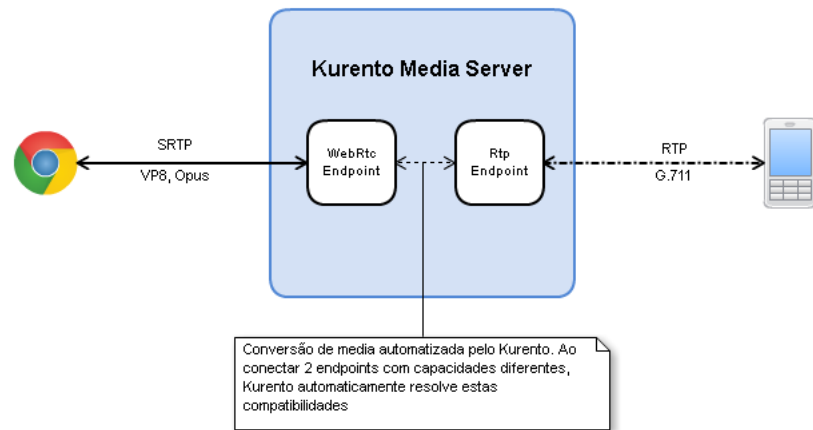 Kurento Media Server
SRTP
VP8, Opus
WebRtc
Endpoint
Rtp
Endpoint
RTP
G.711
Conversão de media automatizada pelo Kurento. Ao
conectar 2 endpoints com capacidades diferentes,
Kurento automaticamente resolve estas
compatibilidades